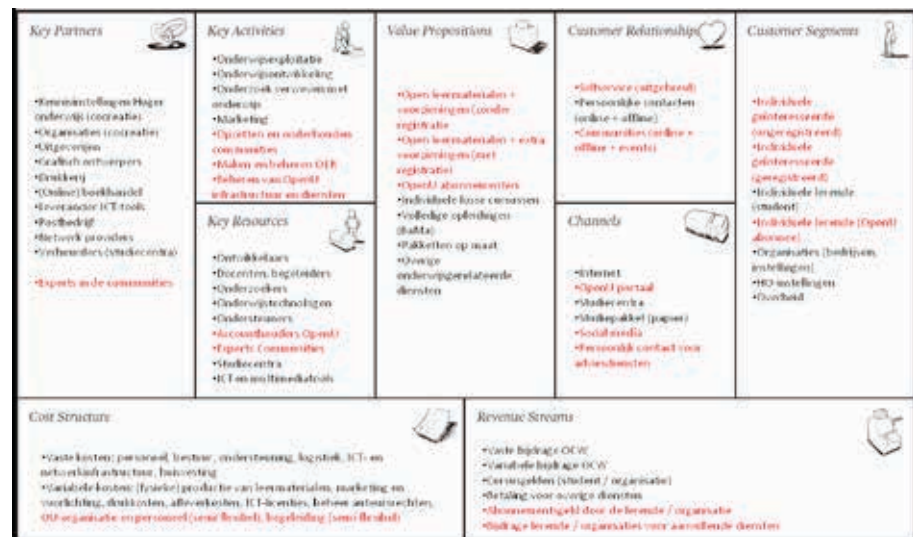 Key Partners
•Kennisinstellingen Hoger
onderwijs (cocreatie)
•Organisaties (cocreatie)
•Uitgeverijen
•Grafisch ontwerpers
•Drukkerij
•(Online) boekhandel
•Leverancier ICT-tools
•Postbedrijf
•Netwerk providers
•Verhuurders (studiecentra)
•Experts in de communities
Key Activities
•Onderwijsexploitatie
•Onderwijsontwikkeling
•Onderzoek verweven met
onderwijs
•Marketing
•Opzetten en onderhouden
communities
•Maken en beheren OER
•Beheren van OpenU
infrastructuur en diensten
Key Resources
•Ontwikkelaars
•Docenten, begeleiders
•Onderzoekers
•Onderwijstechnologen
•Ondersteuners
•Accounthouders OpenU
•Experts Communities
•Studiecentra
•ICT en multimediatools
Value Propositions
•Open leermaterialen +
voorzieningen (zonder
registratie
•Open leermaterialen + extra
voorzieningen (met
registratie)
•OpenU abonnementen
•Individuele losse cursussen
•Volledige opleidingen
(BaMa)
•Pakketten op maat
•Overige
onderwijsgerelateerde
diensten
Customer Relationships
•Selfservice (uitgebreid)
•Persoonlijke contacten
(online + offline)
•Communities (online +
offline + events)
Channels
•Internet
•OpenU portaal
•Studiecentra
•Studiepakket (papier)
•Social media
•Persoonlijk contact voor
adviesdiensten
Customer Segments
•Individuele
geïnteresseerde
(ongeregistreerd)
•Individuele
geïnteresseerde
(geregistreerd)
•Individuele lerende
(student)
•Individuele lerende (OpenU
abonnee)
•Organisaties (bedrijven,
instellingen)
•HO-instellingen
•Overheid
Cost Structure
•Vaste kosten: personeel, bestuur, ondersteuning, logistiek, ICT- en
netwerkinfrastructuur, huisvesting
•Variabele kosten: (fysieke) productie van leermaterialen, marketing en
voorlichting, drukkosten, afleverkosten, ICT-licenties, beheer auteursrechten,
OU-organisatie en personeel (semi flexibel), begeleiding (semi flexibel)
Revenue Streams
•Vaste bijdrage OCW
•Variabele bijdrage OCW
•Cursusgelden (student / organisatie)
•Betaling voor overige diensten
•Abonnementsgeld door de lerende / organisatie
•Bijdrage lerende / organisaties voor aanvullende diensten